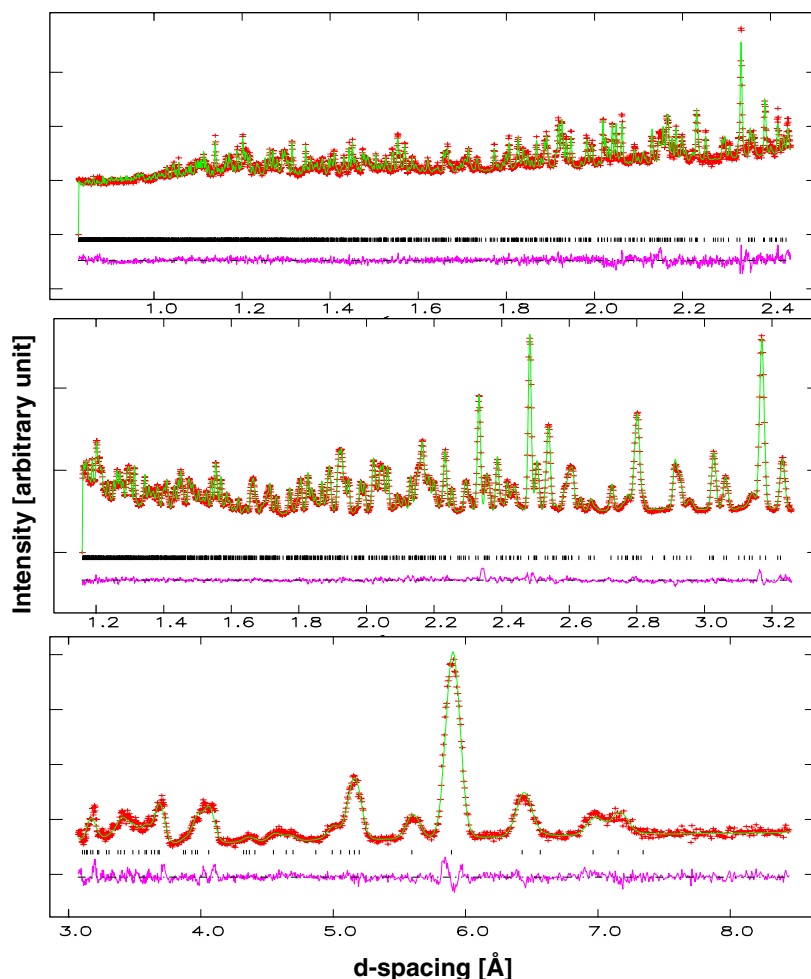 1.0 1.2 1.4 1.6 1.8 2.0 2.2 2.4
Intensity [arbitrary unit]
1.2 1.4 1.6 1.8 2.0 2.2 2.4 2.6 2.8 3.0 3.2
3.0 4.0 5.0 6.0 7.0 8.0
d-spacing [Å]